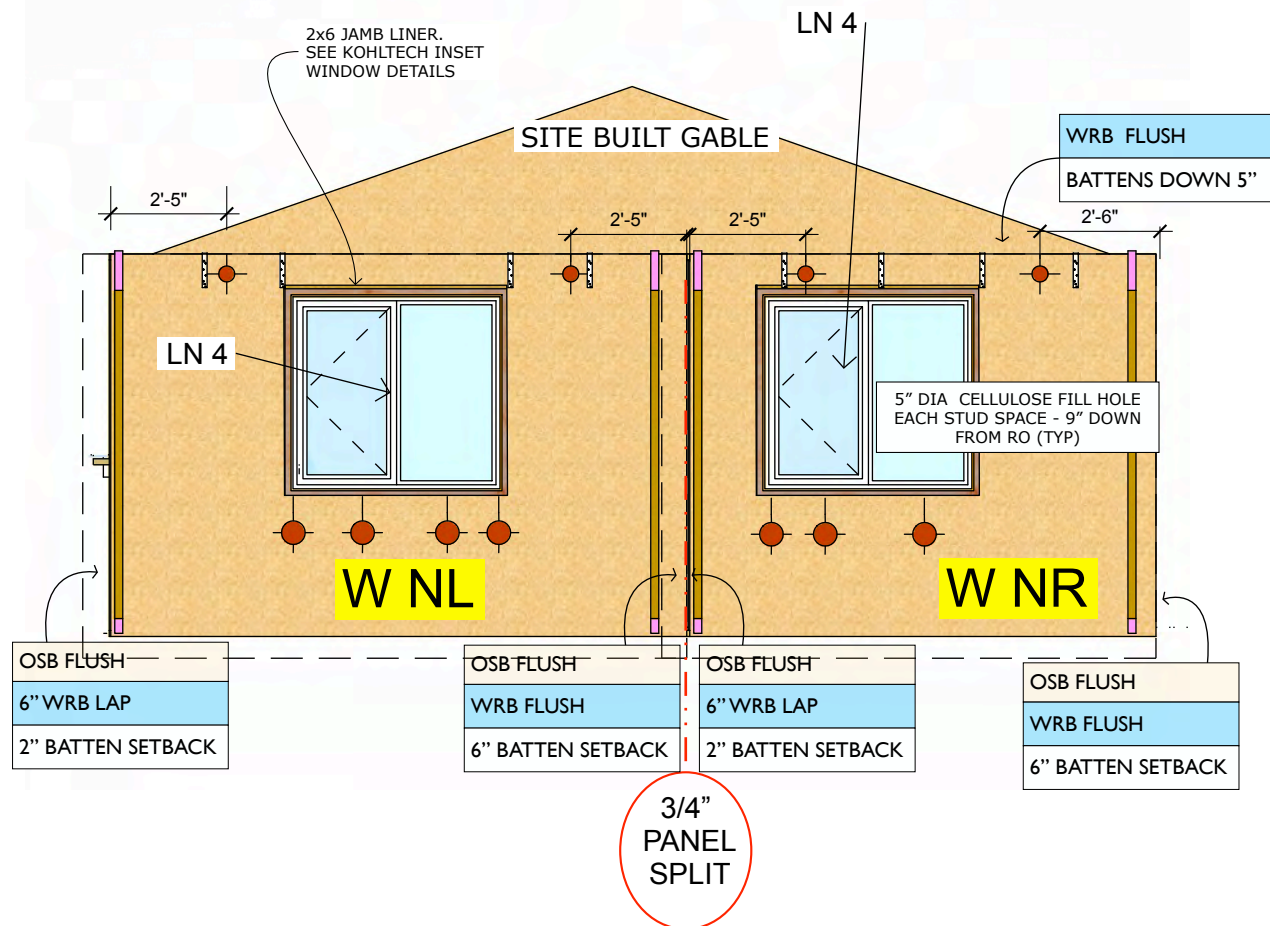 LN 4
2x6 JAMB LINER.
SEE KOHLTECH INSET
WINDOW DETAILS
SITE BUILT GABLE
WRB  FLUSH
BATTENS DOWN 5”
2'-5"
2'-5"
2'-5"
2'-6"
LN 4
5” DIA  CELLULOSE FILL HOLE
EACH STUD SPACE - 9” DOWN
FROM RO (TYP)
W NL
W NR
OSB FLUSH
6” WRB LAP
2” BATTEN SETBACK
OSB FLUSH
WRB FLUSH
6” BATTEN SETBACK
OSB FLUSH
6” WRB LAP
2” BATTEN SETBACK
OSB FLUSH
WRB FLUSH
6” BATTEN SETBACK
3/4”
PANEL
SPLIT